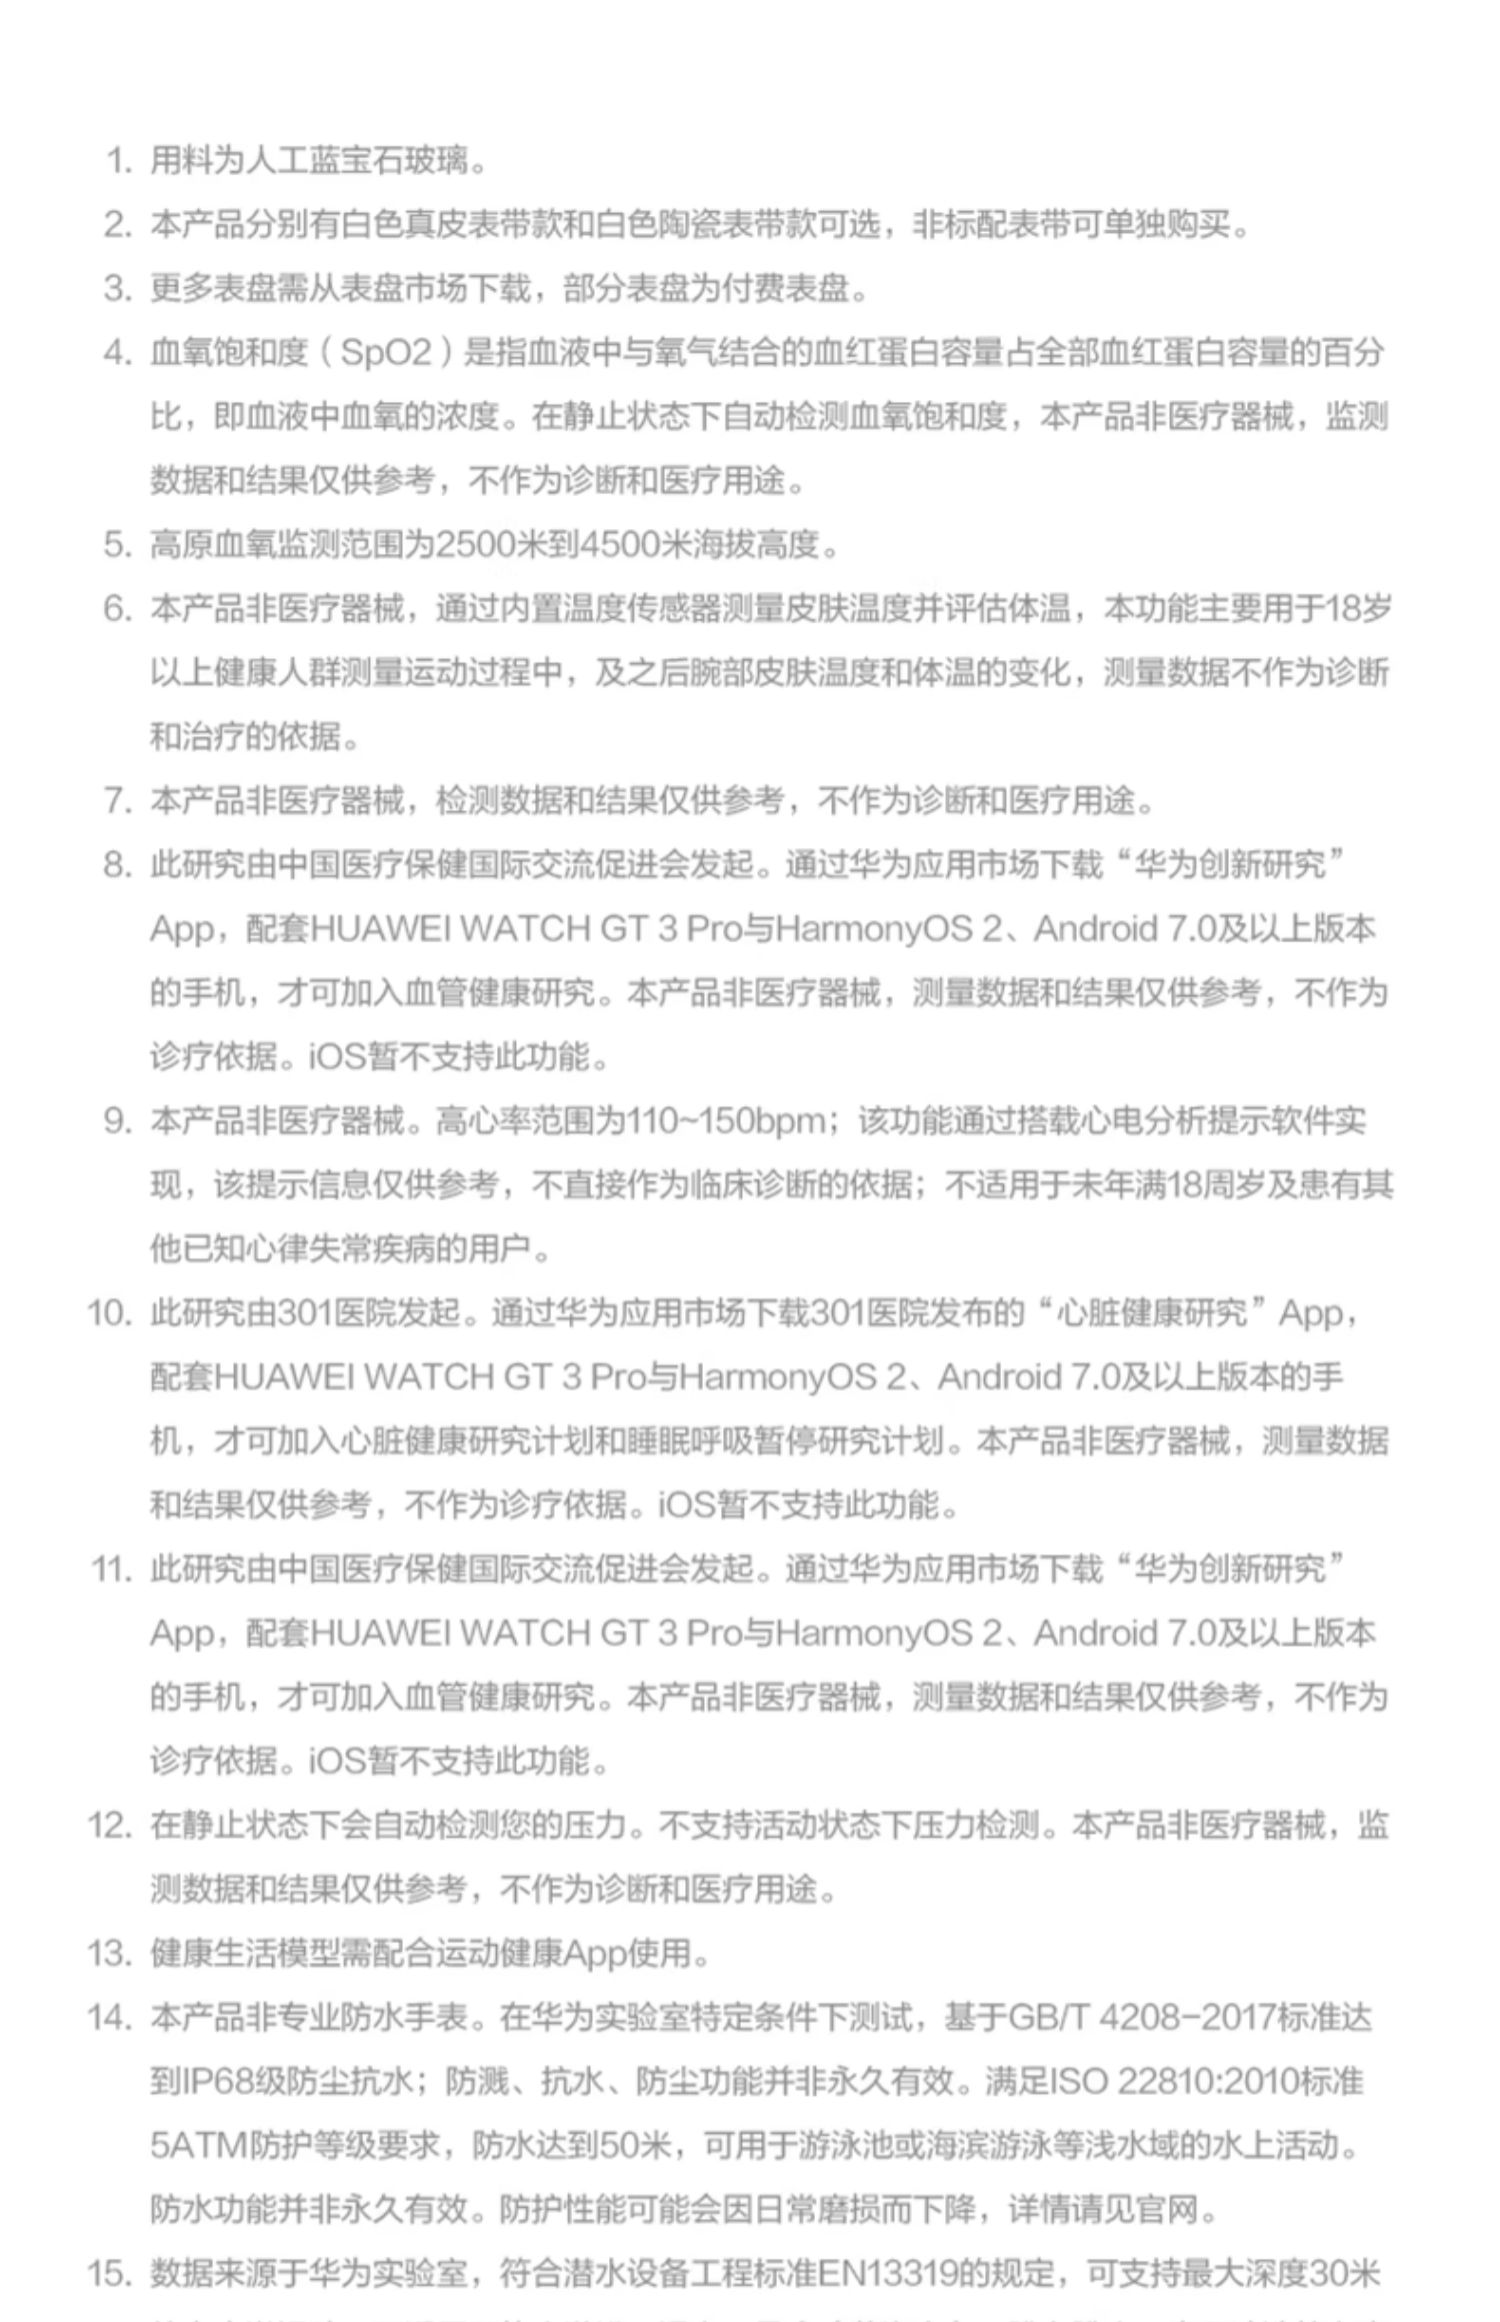 1. 用料为人工蓝宝石玻璃。
2. 本产品分别有白色真皮表带款和白色陶瓷表带款可选，非标配表带可单独购买。
3. 更多表盘需从表盘市场下载，部分表盘为付费表盘。
4. 血氧饱和度（SpO2）是指血液中与氧气结合的血红蛋白容量占全部血红蛋白容量的百分
比，即血液中血氧的浓度。在静止状态下自动检测血氧饱和度，本产品非医疗器械，监测
数据和结果仅供参考，不作为诊断和医疗用途。
5. 高原血氧监测范围为2500米到4500米海拔高度。
6. 本产品非医疗器械，通过内置温度传感器测量皮肤温度并评估体温，本功能主要用于18岁
以上健康人群测量运动过程中，及之后腕部皮肤温度和体温的变化，测量数据不作为诊断
和治疗的依据。
7. 本产品非医疗器械，检测数据和结果仅供参考，不作为诊断和医疗用途。
8. 此研究由中国医疗保健国际交流促进会发起。通过华为应用市场下载“华为创新研究”
App，配套HUAWEI WATCH GT 3 Pro与HarmonyOS 2、Android 7.0及以上版本
的手机，才可加入血管健康研究。本产品非医疗器械，测量数据和结果仅供参考，不作为
诊疗依据。iOS暂不支持此功能。
9. 本产品非医疗器械。高心率范围为110~150bpm；该功能通过搭载心电分析提示软件实
现，该提示信息仅供参考，不直接作为临床诊断的依据；不适用于未年满18周岁及患有其
他已知心律失常疾病的用户。
10. 此研究由301医院发起。通过华为应用市场下载301医院发布的“心脏健康研究”App，
配套HUAWEI WATCH GT 3 Pro与HarmonyOS 2、Android 7.0及以上版本的手
机，才可加入心脏健康研究计划和睡眠呼吸暂停研究计划。本产品非医疗器械，测量数据
和结果仅供参考，不作为诊疗依据。iOS暂不支持此功能。
11. 此研究由中国医疗保健国际交流促进会发起。通过华为应用市场下载“华为创新研究”
App，配套HUAWEI WATCH GT 3 Pro与HarmonyOS 2、Android 7.0及以上版本
的手机，才可加入血管健康研究。本产品非医疗器械，测量数据和结果仅供参考，不作为
诊疗依据。iOS暂不支持此功能。
12. 在静止状态下会自动检测您的压力。不支持活动状态下压力检测。本产品非医疗器械，监
测数据和结果仅供参考，不作为诊断和医疗用途。
13. 健康生活模型需配合运动健康App使用。
14. 本产品非专业防水手表。在华为实验室特定条件下测试，基于GB/T 4208-2017标准达
到IP68级防尘抗水；防溅、抗水、防尘功能并非永久有效。满足ISO 22810:2010标准
5ATM防护等级要求，防水达到50米，可用于游泳池或海滨游泳等浅水域的水上活动。
防水功能并非永久有效。防护性能可能会因日常磨损而下降，详情请见官网。
15. 数据来源于华为实验室，符合潜水设备工程标准EN13319的规定，可支持最大深度30米